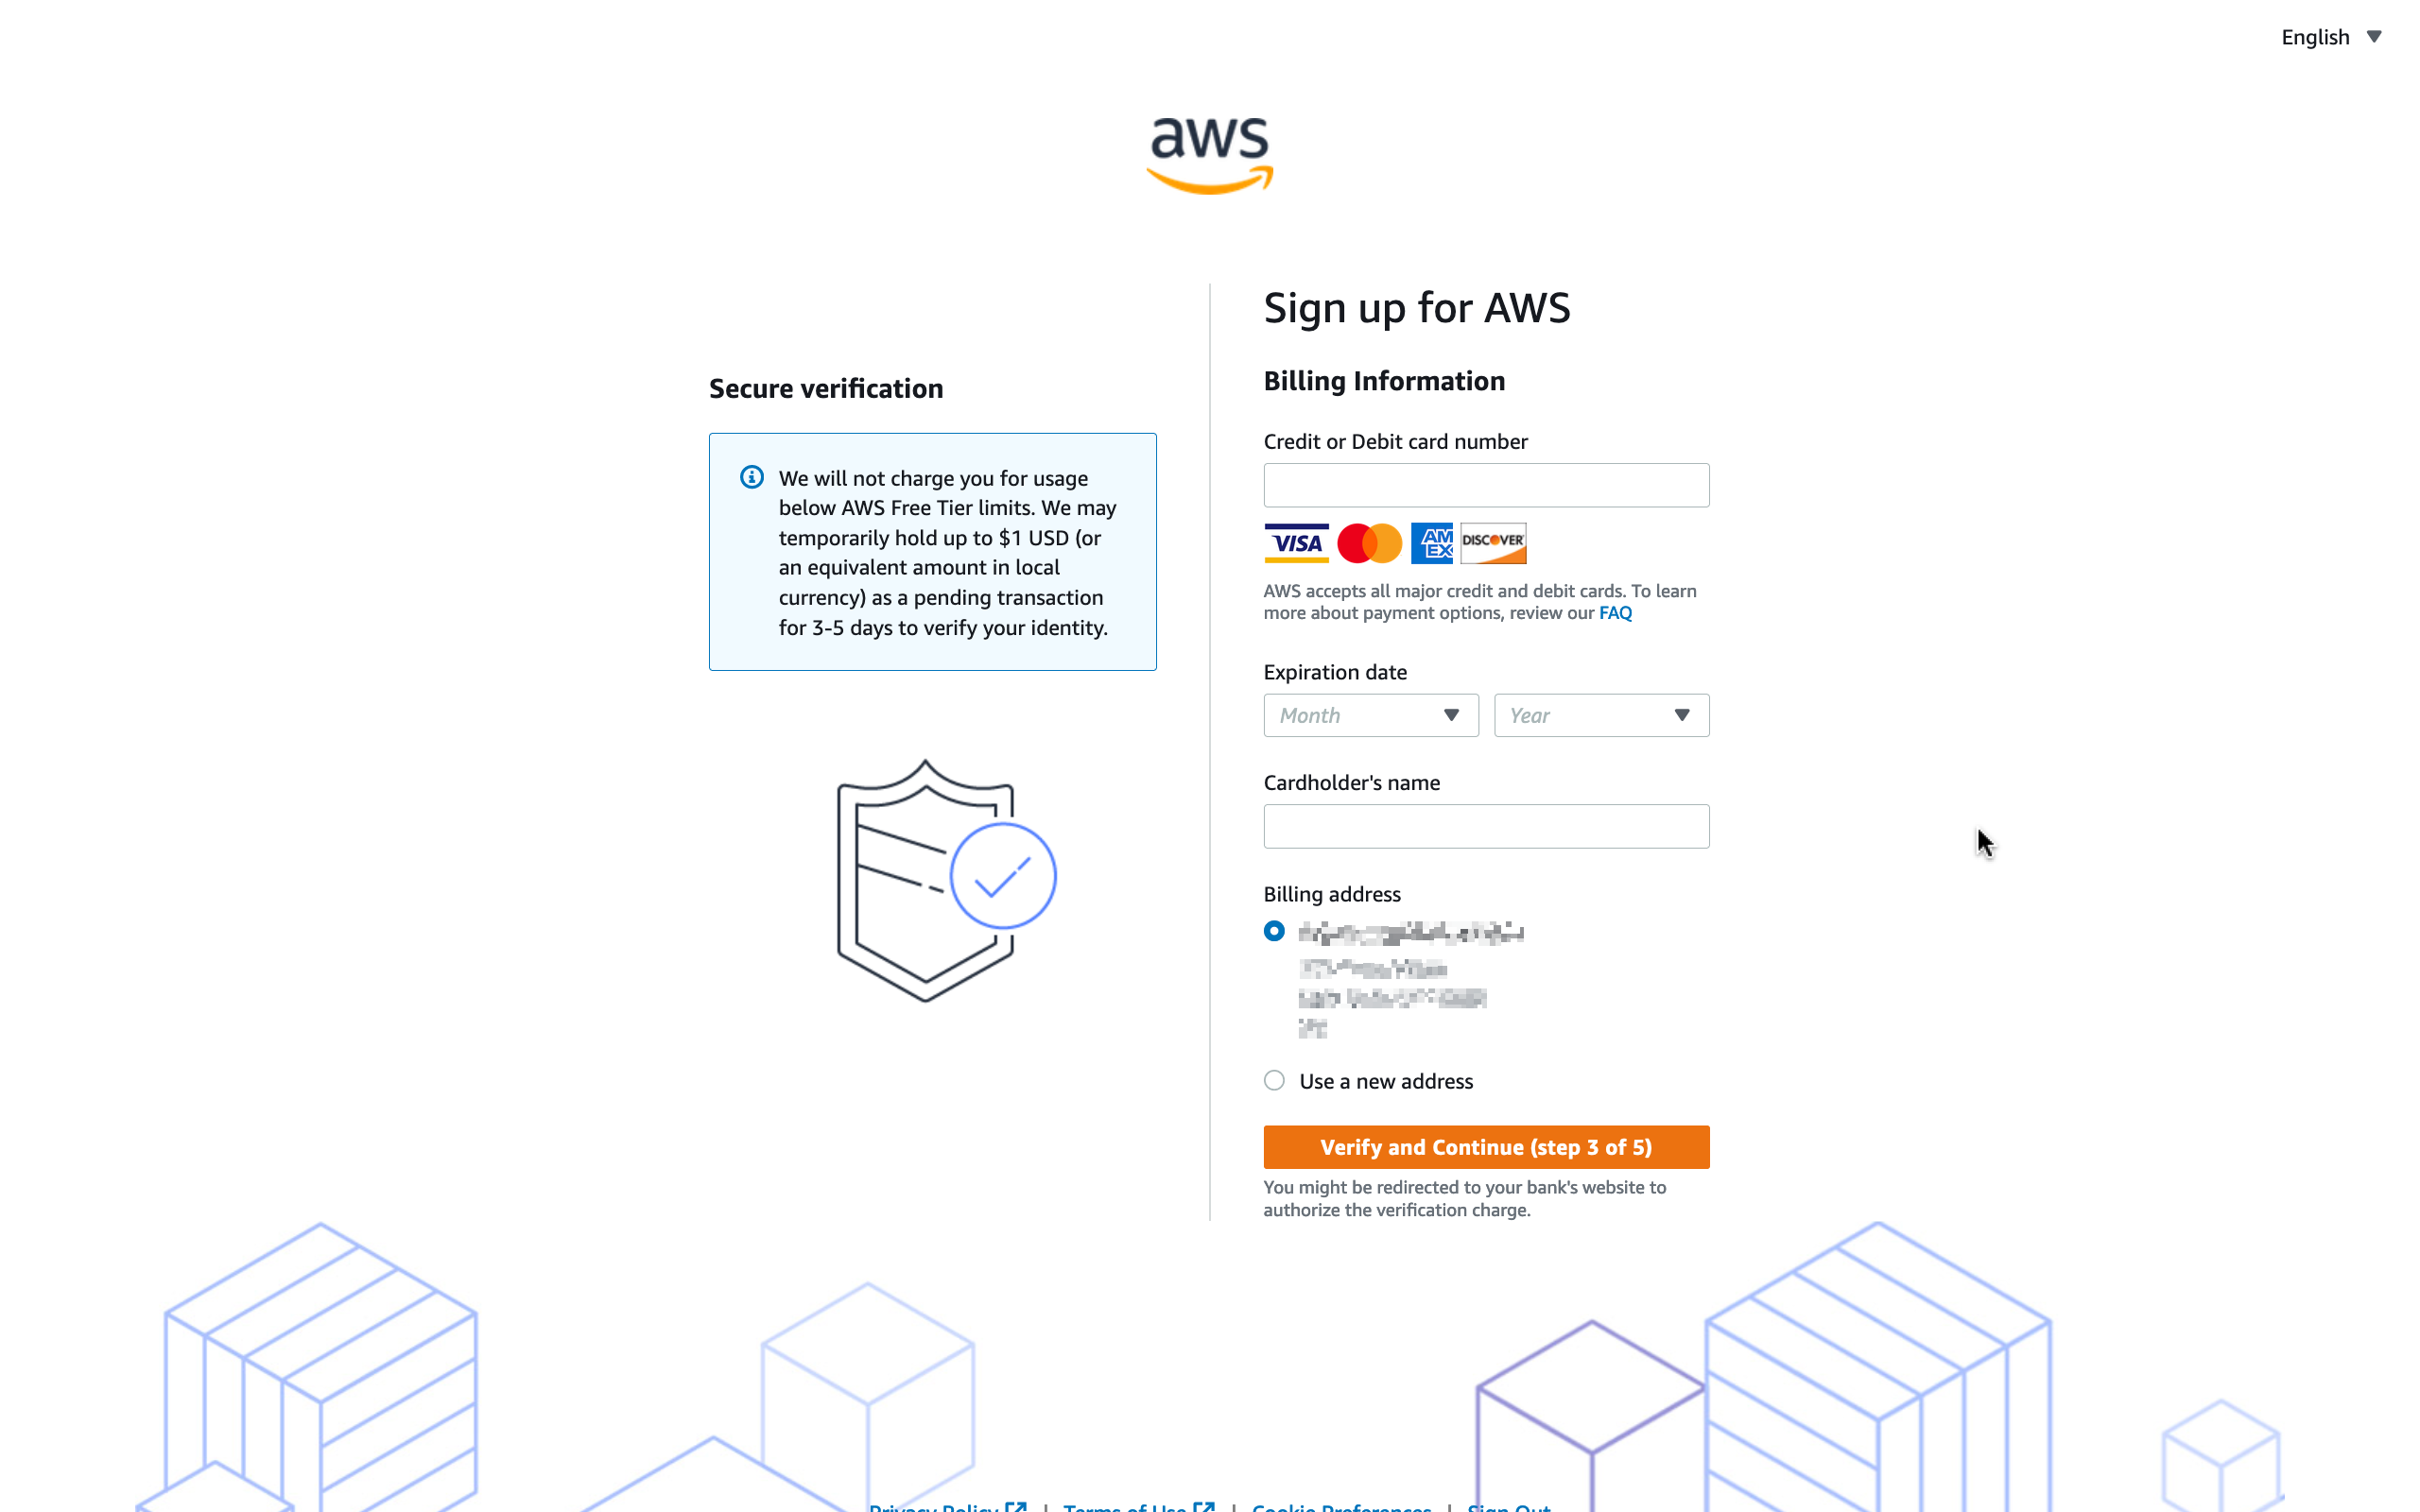 English
aws
Sign up for AWS
Secure verification
Billing Information
We will not charge you for usage
below AWS Free Tier limits. We may
temporarily hold up to $1 USD (or
an equivalent amount in local
currency) as a pending transaction
for 3-5 days to verify your identity.
Credit or Debit card number
VISA
AM
EX
DISCOVER
AWS accepts all major credit and debit cards. To learn
more about payment options, review our FAQ
Expiration date
Month
Year
Cardholder's name
Billing address
Use a new address
Verify and Continue (step 3 of 5)
You might be redirected to your bank's website to
authorize the verification charge.
Privacy Policy | Terms of Use | Cookie Preferences | Sign Out